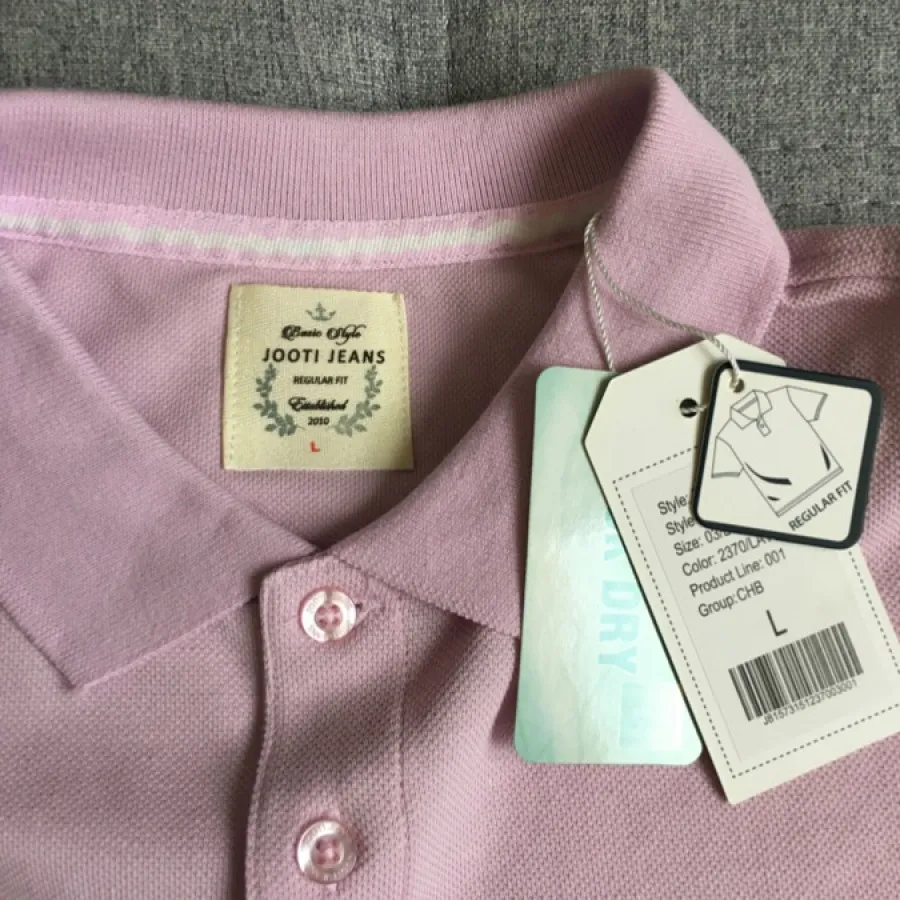 Basic Style
JOOTI JEANS
REGULAR FIT
Established
2010
L
DRY
REGULAR FIT
Style:
Style
Size: 03/
Color: 2370/LA
Product Line: 001
Group:CHB
L
J81573151237003001